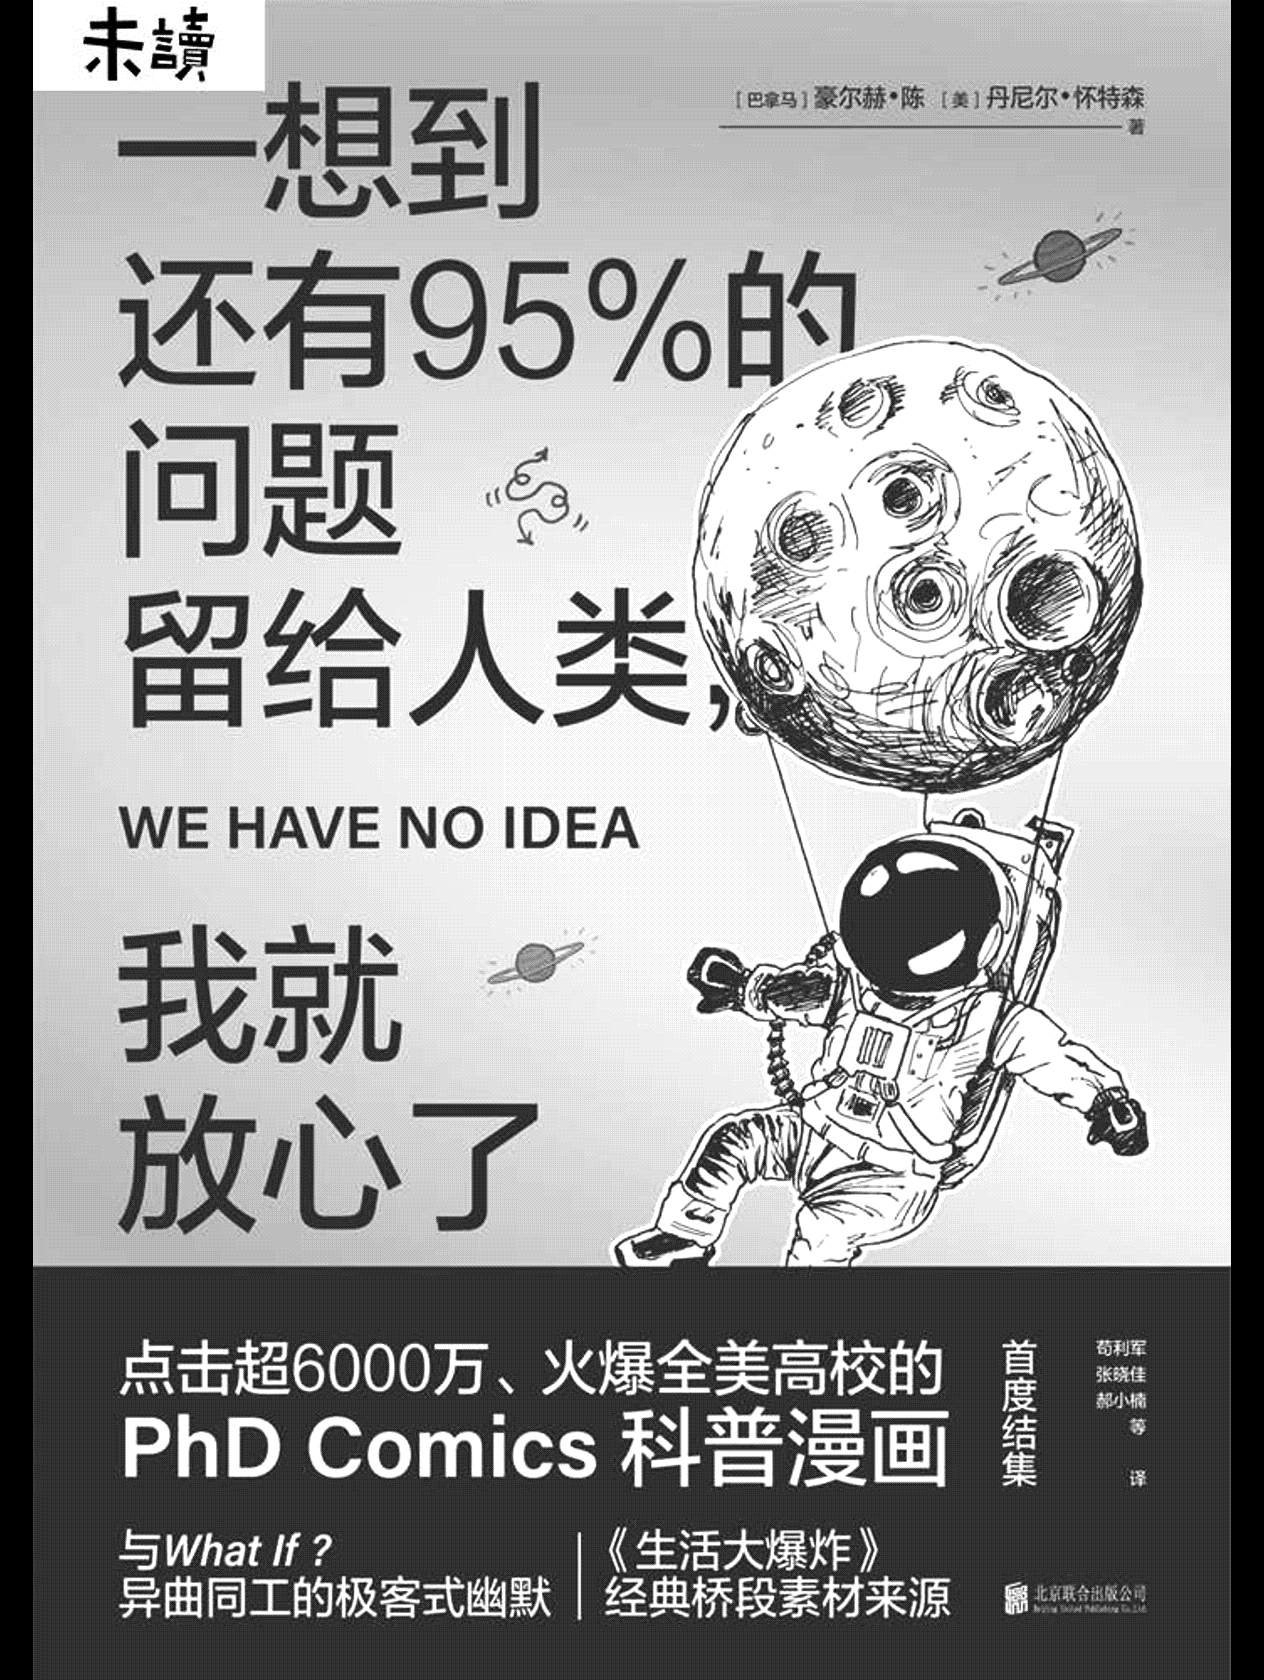 未讀
[巴拿马]豪尔赫•陈 [美]丹尼尔•怀特森
著
一想到
还有95%的
问题
留给人类,
WE HAVE NO IDEA
我就
放心了
点击超6000万、火爆全美高校的
PhD Comics 科普漫画
首度结集
苟利军
张晓佳
郝小楠
等
译
与What If ?
异曲同工的极客式幽默
《生活大爆炸》
经典桥段素材来源
北京联合出版公司
Beijing United Publishing Co.,Ltd.